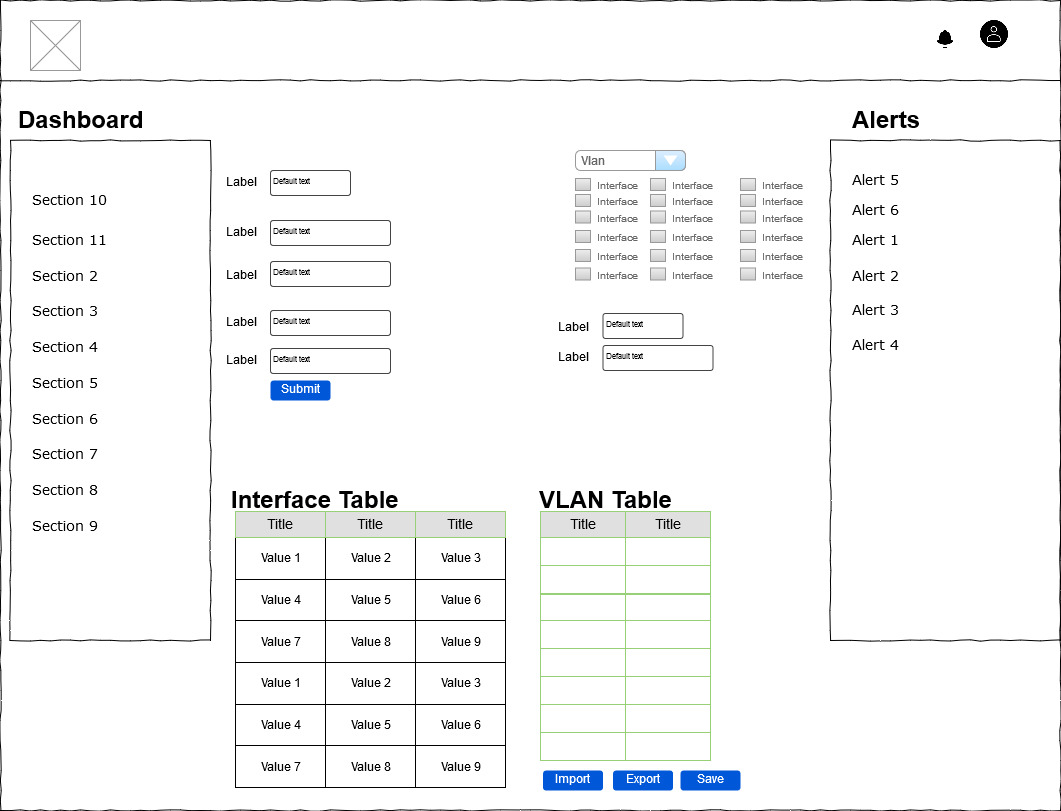 Dashboard
Section 10
Section 11
Section 2
Section 3
Section 4
Section 5
Section 6
Section 7
Section 8
Section 9
Label Default text
Label Default text
Label Default text
Label Default text
Label Default text
Submit
Vlan
Interface Interface Interface
Interface Interface Interface
Interface Interface Interface
Interface Interface Interface
Interface Interface Interface
Interface Interface Interface
Label Default text
Label Default text
Interface Table
Title Title Title
Value 1 Value 2 Value 3
Value 4 Value 5 Value 6
Value 7 Value 8 Value 9
Value 1 Value 2 Value 3
Value 4 Value 5 Value 6
Value 7 Value 8 Value 9
VLAN Table
Title Title
Import Export Save
Alerts
Alert 5
Alert 6
Alert 1
Alert 2
Alert 3
Alert 4